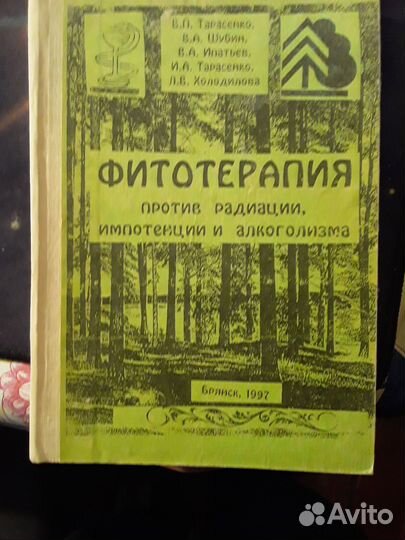 В.П. Тарасенко,
В.А. Шубин,
В.А. Ипатьев,
И.А. Тарасенко,
Л.В. Холодилова
ФИТОТЕРАПИЯ
ПРОТИВ РАДИАЦИИ,
ИМПОТЕНЦИИ И АЛКОГОЛИЗМА
Брянск, 1997
Avito